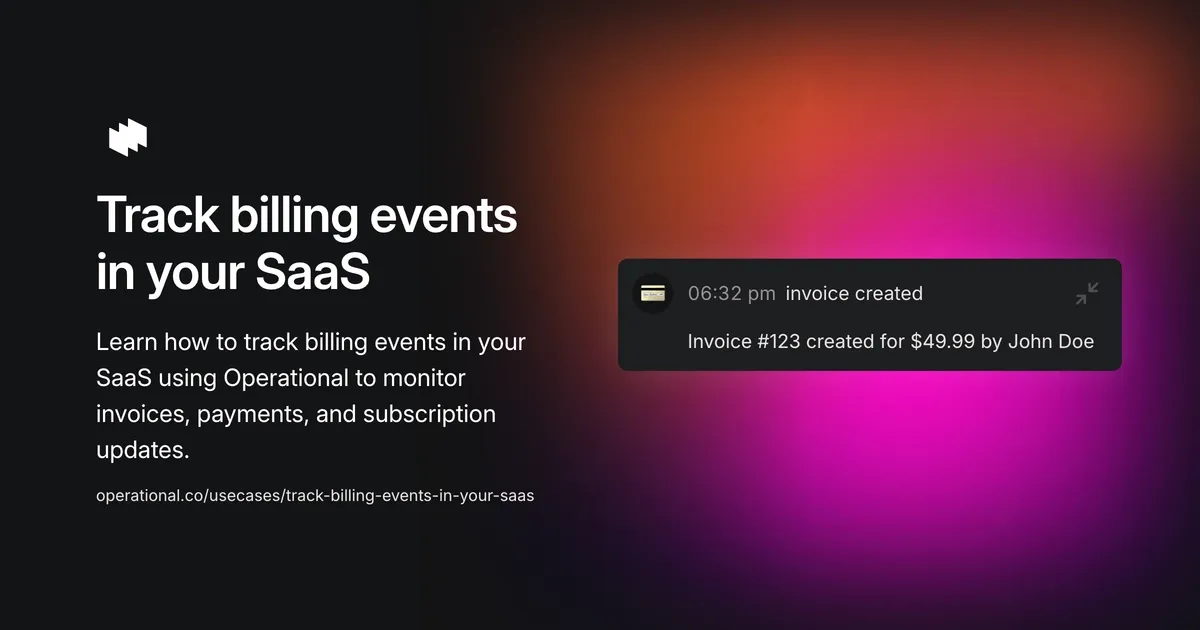 Track billing events
in your SaaS
Learn how to track billing events in your
SaaS using Operational to monitor
invoices, payments, and subscription
updates.
operational.co/usecases/track-billing-events-in-your-saas
06:32 pm invoice created
Invoice #123 created for $49.99 by John Doe